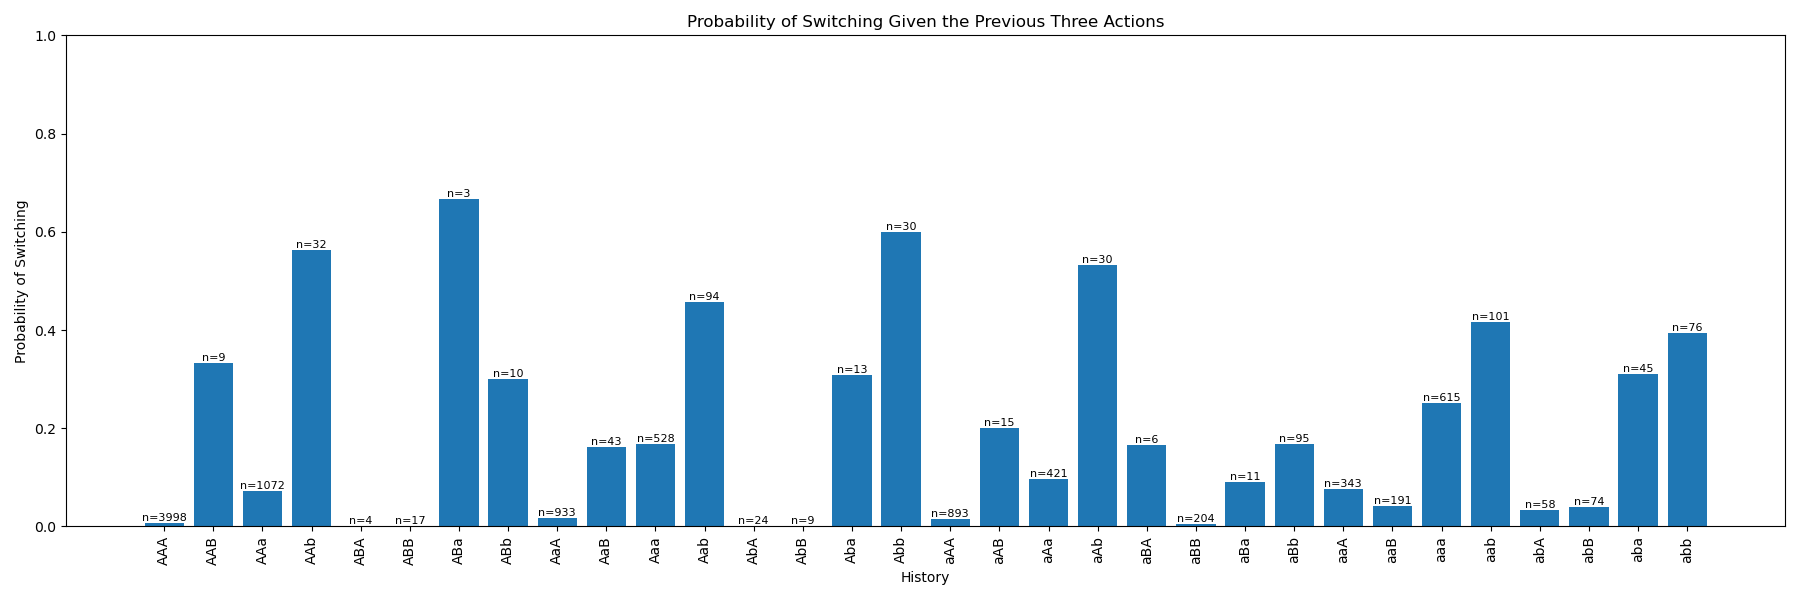 Probability of Switching Given the Previous Three Actions
Probability of Switching
1.0
0.8
0.6
0.4
0.2
0.0
n=3998
n=9
n=1072
n=32
n=4
n=17
n=3
n=10
n=933
n=43
n=528
n=94
n=24
n=9
n=13
n=30
n=893
n=15
n=421
n=30
n=6
n=204
n=11
n=95
n=343
n=191
n=615
n=101
n=58
n=74
n=45
n=76
AAA
AAB
AAa
AAb
ABA
ABB
ABa
ABb
AaA
AaB
Aaa
Aab
AbA
AbB
Aba
Abb
aAA
aAB
aAa
aAb
aBA
aBB
aBa
aBb
aaA
aaB
aaa
aab
abA
abB
aba
abb
History